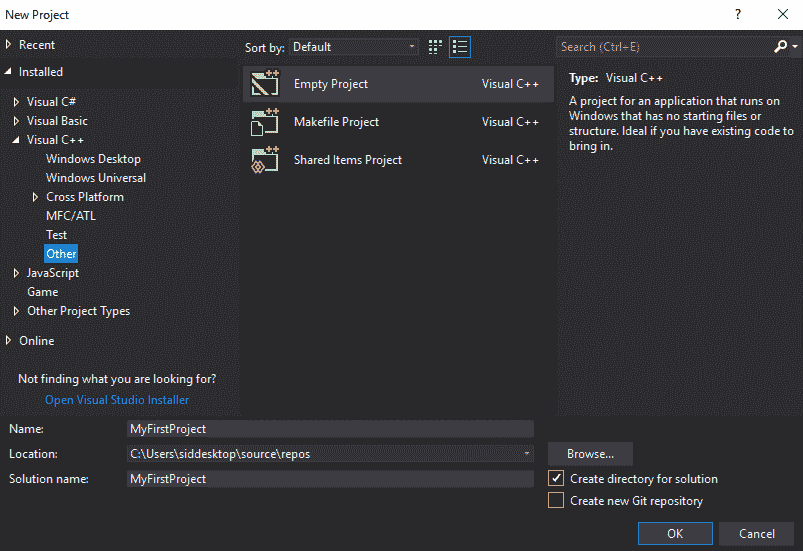 New Project
?
Recent
Installed
Visual C#
Visual Basic
Visual C++
Windows Desktop
Windows Universal
Cross Platform
MFC/ATL
Test
Other
JavaScript
Game
Other Project Types
Online
Not finding what you are looking for?
Open Visual Studio Installer
Sort by: Default
Empty Project Visual C++
Makefile Project Visual C++
Shared Items Project Visual C++
Search (Ctrl+E)
Type: Visual C++
A project for an application that runs on
Windows that has no starting files or
structure. Ideal if you have existing code to
bring in.
Name: MyFirstProject
Location: C:\Users\siddesktop\source\repos
Browse...
Solution name: MyFirstProject
Create directory for solution
Create new Git repository
OK Cancel